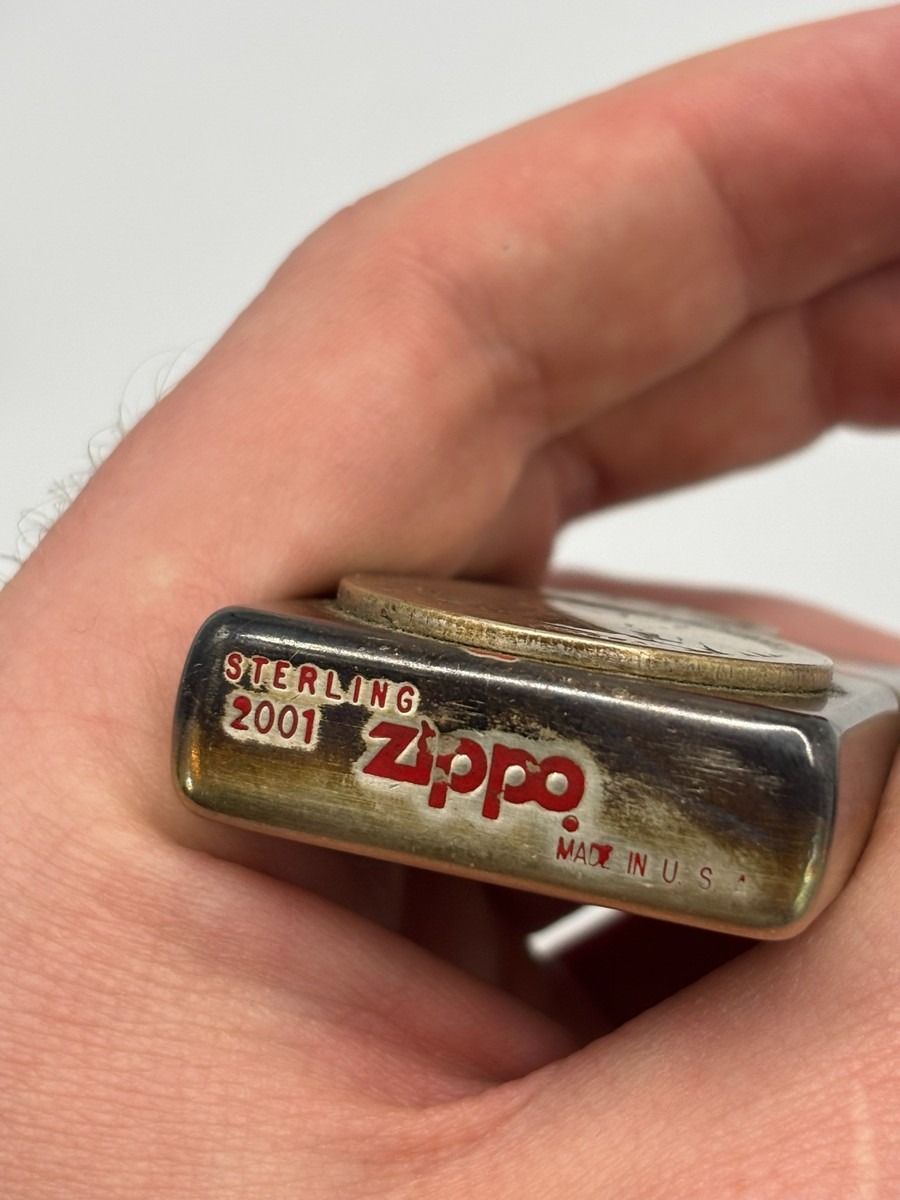 STERLING
2001
zippo
MADE IN U. S